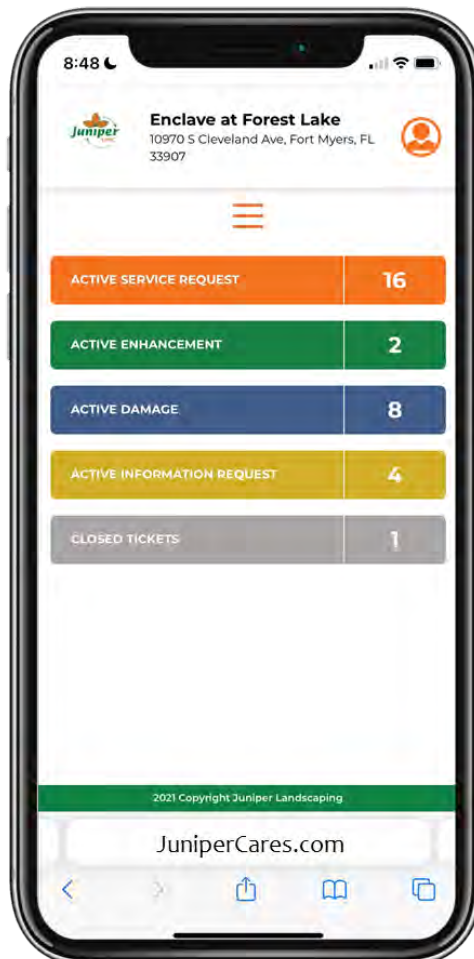 8:48
Juniper
Enclave at Forest Lake
10970 S Cleveland Ave, Fort Myers, FL
33907
ACTIVE SERVICE REQUEST 16
ACTIVE ENHANCEMENT 2
ACTIVE DAMAGE 8
ACTIVE INFORMATION REQUEST 4
CLOSED TICKETS 1
2021 Copyright Juniper Landscaping
JuniperCares.com